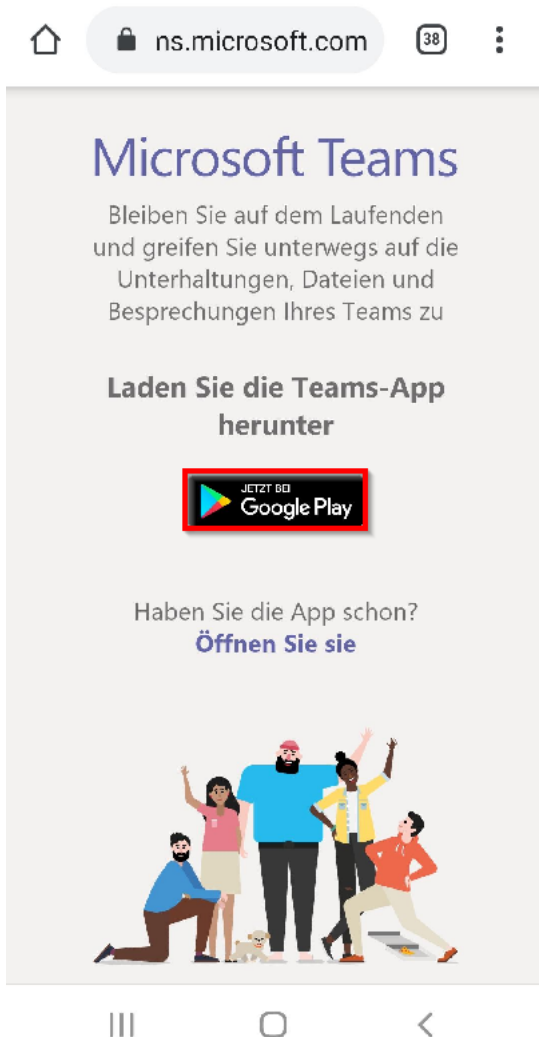 ns.microsoft.com
38
Microsoft Teams
Bleiben Sie auf dem Laufenden
und greifen Sie unterwegs auf die
Unterhaltungen, Dateien und
Besprechungen Ihres Teams zu
Laden Sie die Teams-App
herunter
JETZT BEI
Google Play
Haben Sie die App schon?
Öffnen Sie sie